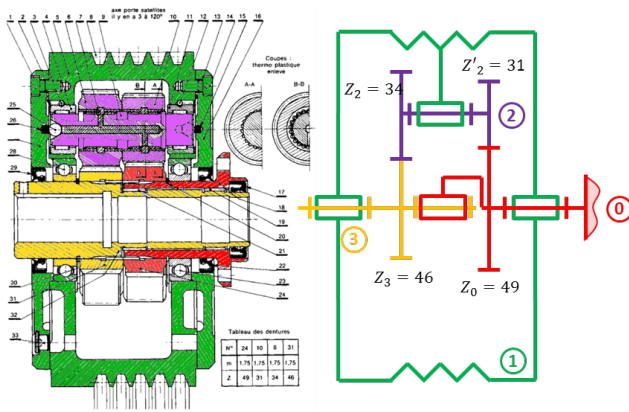 axe porte satellites
il y en a 3 à 120°
1 2 3 4 5 6 7 8 9 10 11 12 13 14 15 16
Coupes :
thermo plastique
enlevé
A-A B-B
B A
25
26
28
29
17
18
19
20
21
22
23
24
30
31
32
33
Tableau des dentures
N° 24 10 8 31
m 1,75 1,75 1,75 1,75
Z 49 31 34 46
Z₂ = 34
Z'₂ = 31
2
3
0
Z₃ = 46
Z₀ = 49
1